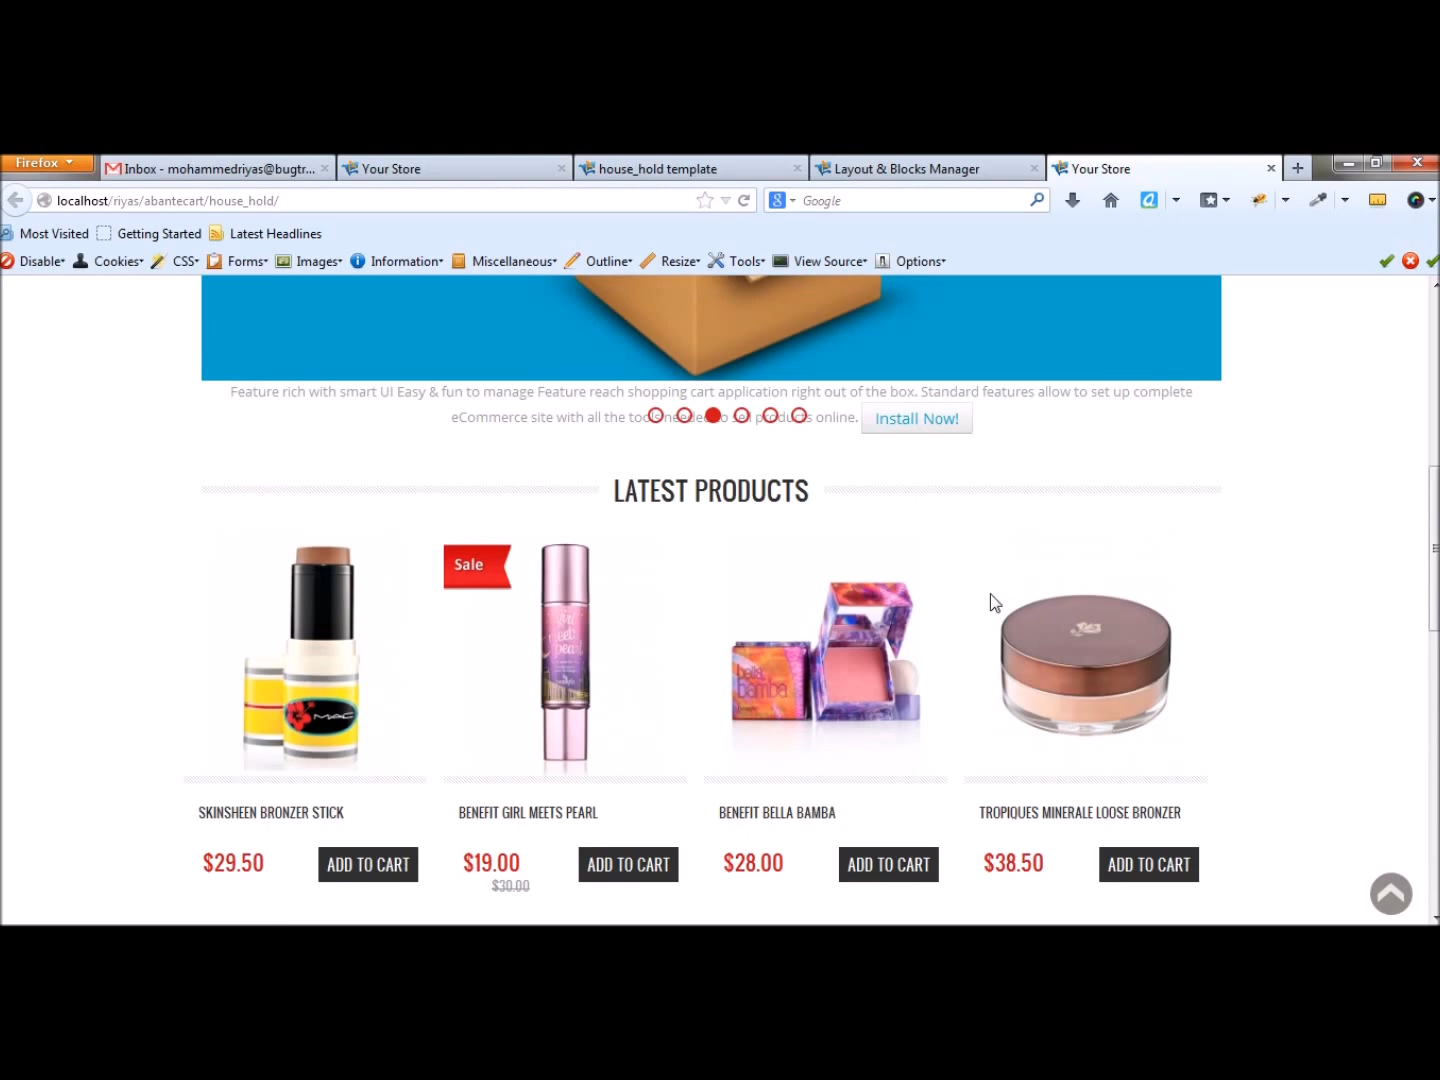 Firefox
Inbox - mohammedriyas@bugtr...
Your Store
house_hold template
Layout & Blocks Manager
Your Store
localhost/riyas/abantecart/house_hold/
Google
Most Visited
Getting Started
Latest Headlines
Disable
Cookies
CSS
Forms
Images
Information
Miscellaneous
Outline
Resize
Tools
View Source
Options
Feature rich with smart UI Easy & fun to manage Feature reach shopping cart application right out of the box. Standard features allow to set up complete
eCommerce site with all the tools needed to sell products online.
Install Now!
LATEST PRODUCTS
Sale
MAC
bella
bamba
SKINSHEEN BRONZER STICK
BENEFIT GIRL MEETS PEARL
BENEFIT BELLA BAMBA
TROPIQUES MINERALE LOOSE BRONZER
$29.50
ADD TO CART
$19.00
$30.00
ADD TO CART
$28.00
ADD TO CART
$38.50
ADD TO CART